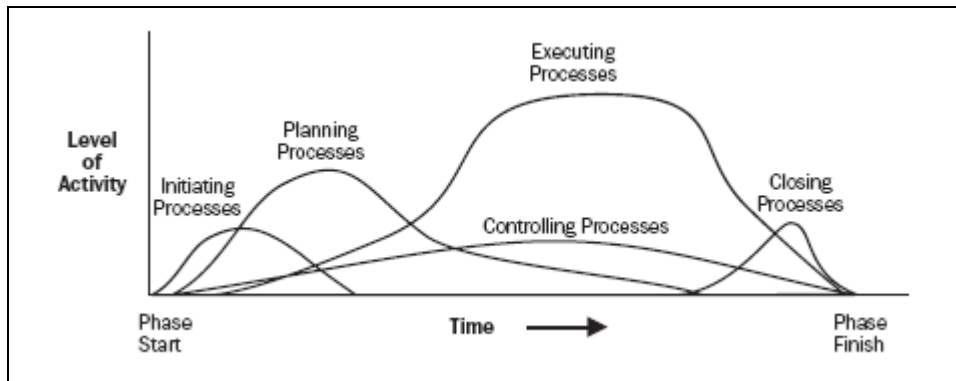 Executing
Processes
Level
of
Activity
Planning
Processes
Initiating
Processes
Closing
Processes
Controlling Processes
Phase
Start
Time
Phase
Finish